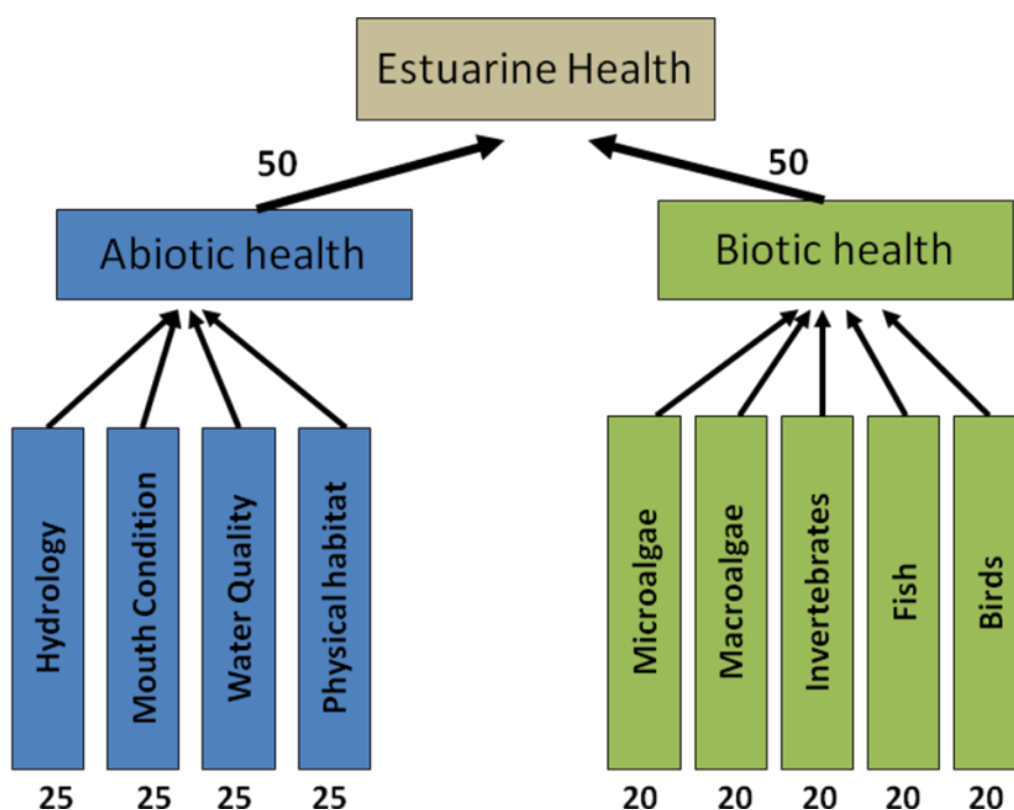 Estuarine Health
50
50
Abiotic health
Biotic health
Hydrology
Mouth Condition
Water Quality
Physical habitat
Microalgae
Macroalgae
Invertebrates
Fish
Birds
25 25 25 25 20 20 20 20 20